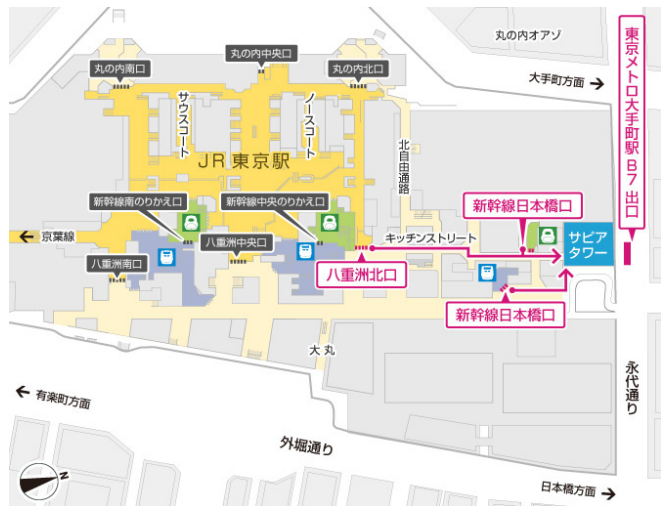 丸の内オアゾ
丸の内中央口
丸の内南口
丸の内北口
大手町方面
東京メトロ大手町駅 B7 出口
サウスコート
ノースコート
北自由通路
JR 東京駅
新幹線南のりかえ口
新幹線中央のりかえ口
新幹線日本橋口
京葉線
八重洲中央口
キッチンストリート
サピア
タワー
八重洲南口
八重洲北口
新幹線日本橋口
大丸
永代通り
有楽町方面
外堀通り
N
日本橋方面